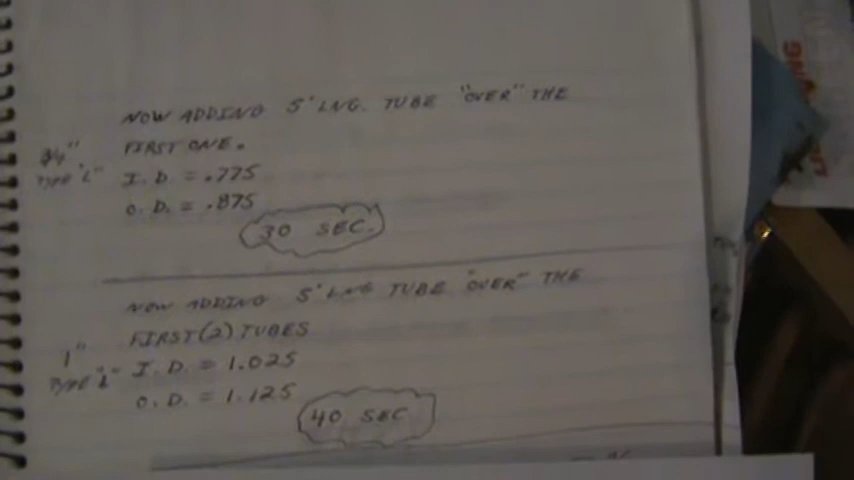 NOW ADDING 5' LNG. TUBE "OVER" THE
FIRST ONE.
3/4"
TYPE "L"
I.D. = .775
O.D. = .875
30 SEC.
NOW ADDING 5' LNG TUBE "OVER" THE
FIRST (2) TUBES
1"
TYPE "L"
I.D. = 1.025
O.D. = 1.125
40 SEC